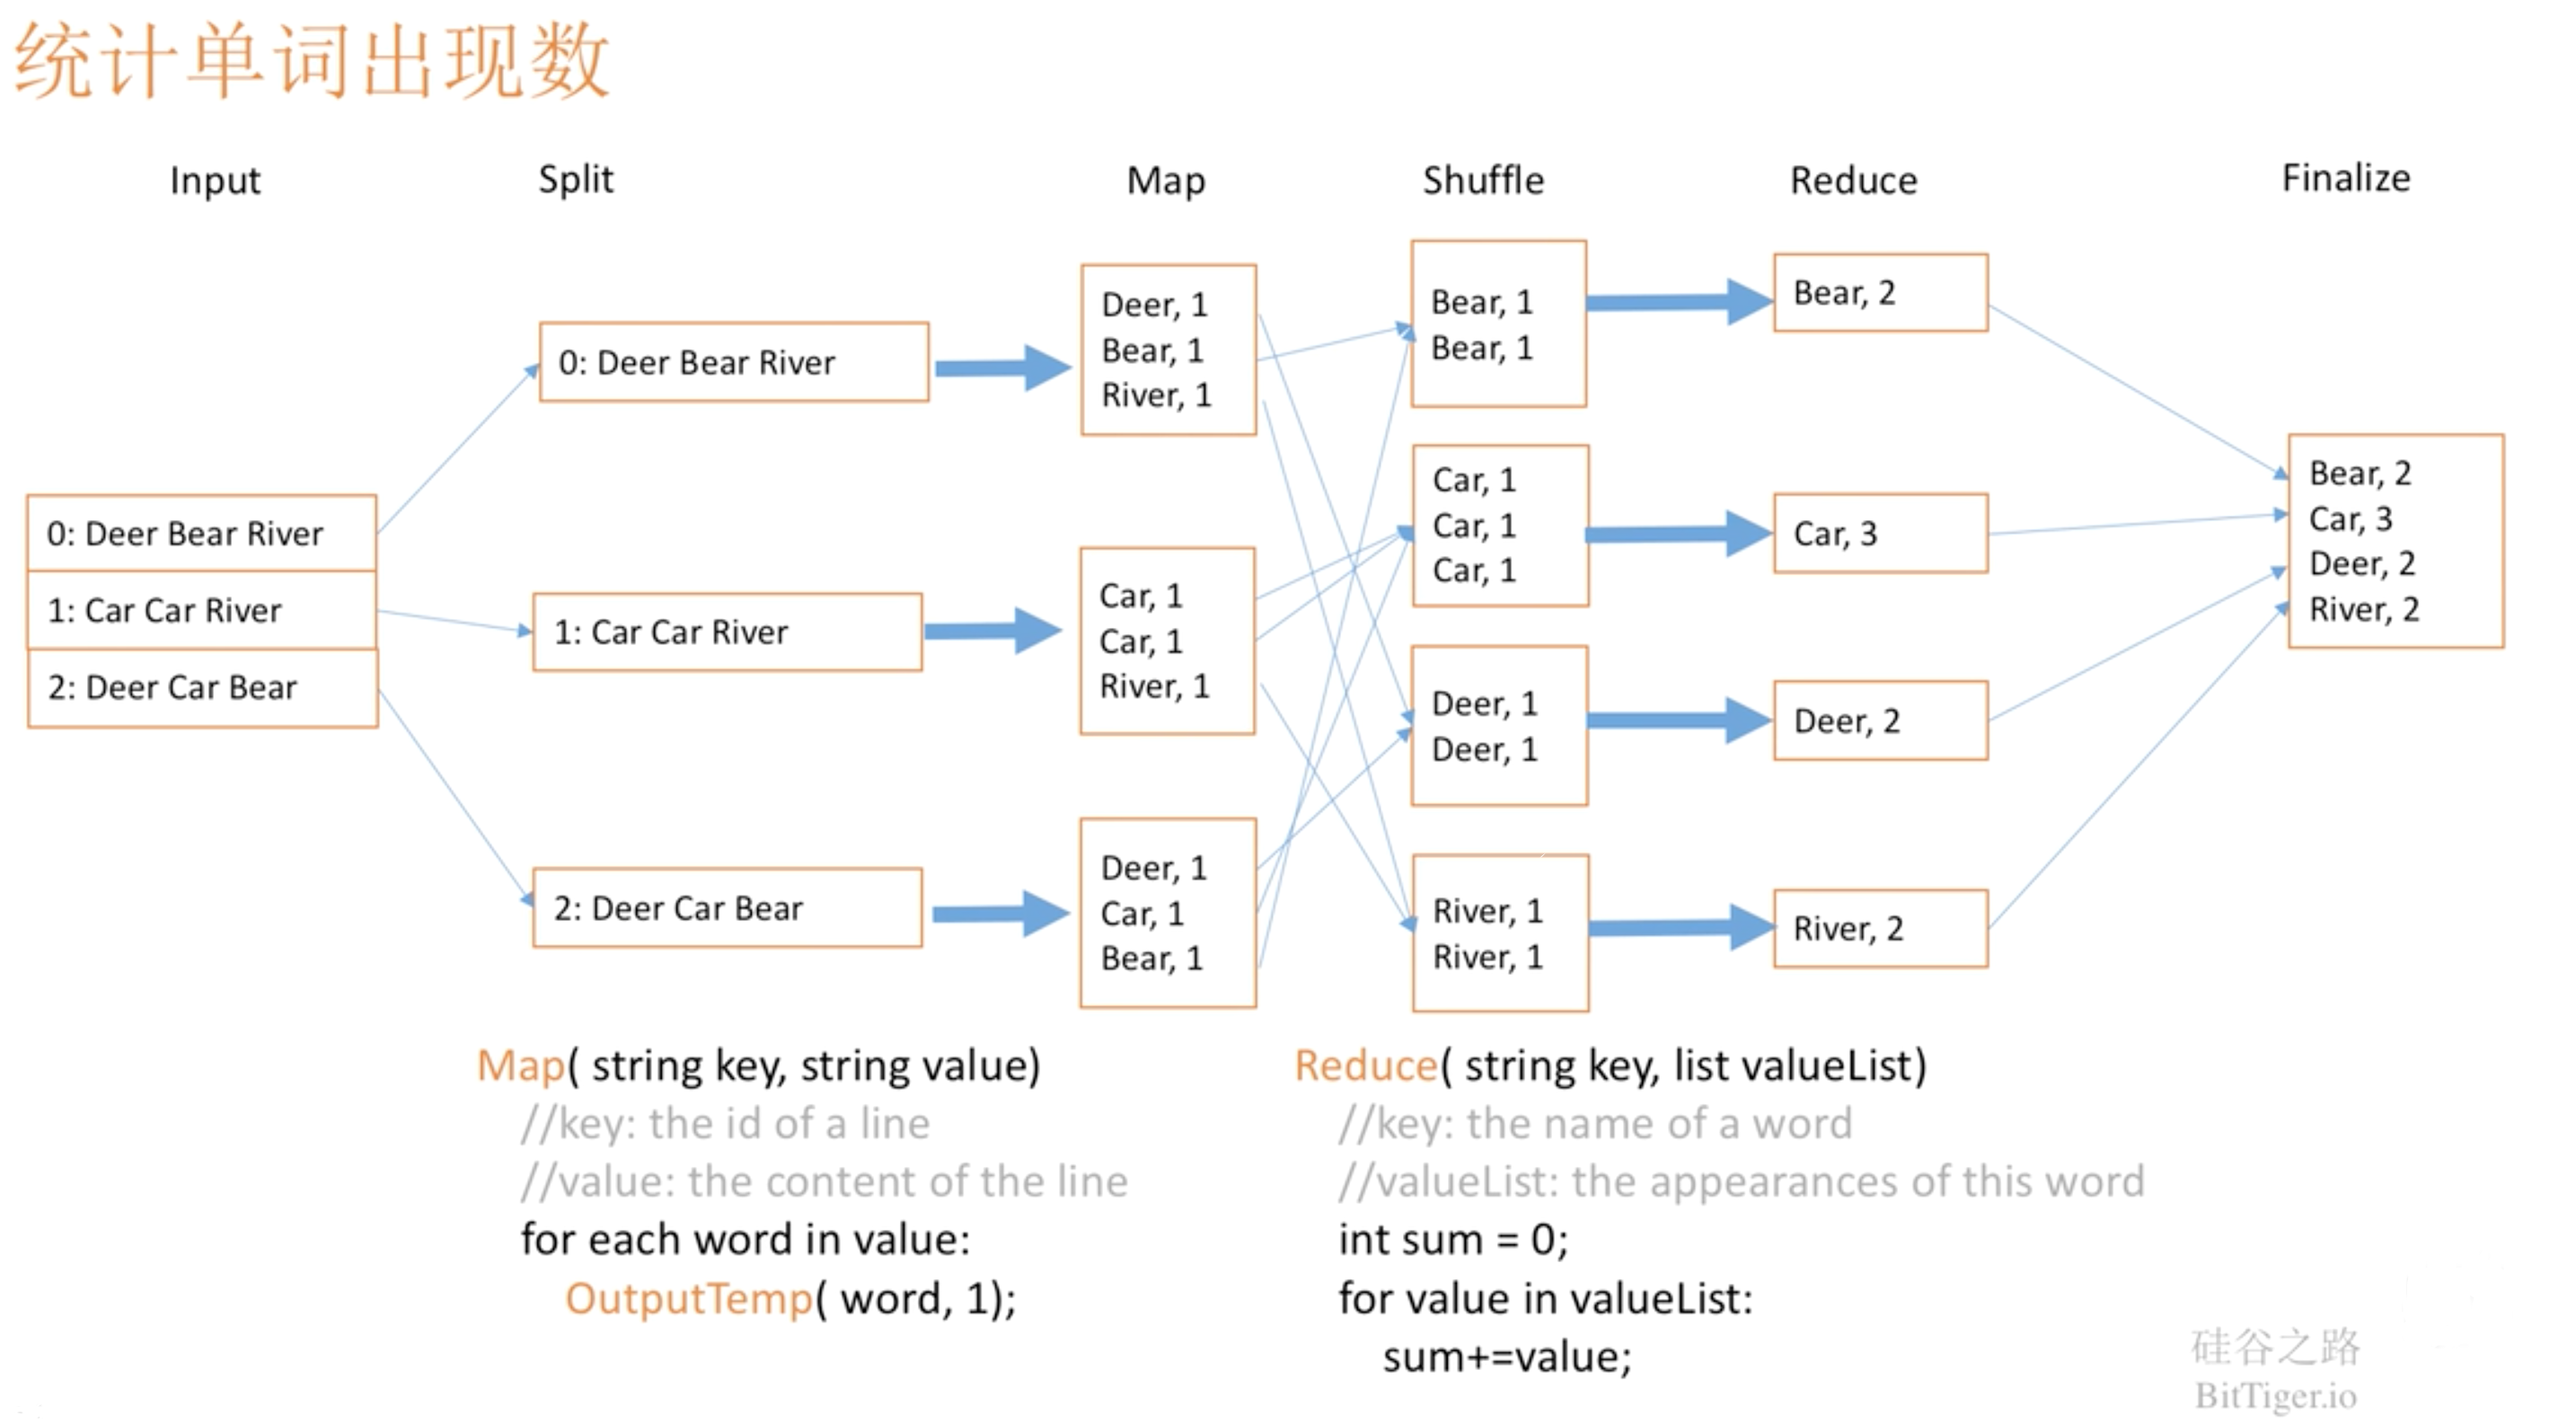 统计单词出现数
Input
Split
Map
Shuffle
Reduce
Finalize
0: Deer Bear River
1: Car Car River
2: Deer Car Bear
0: Deer Bear River
1: Car Car River
2: Deer Car Bear
Deer, 1
Bear, 1
River, 1
Car, 1
Car, 1
River, 1
Deer, 1
Car, 1
Bear, 1
Bear, 1
Bear, 1
Car, 1
Car, 1
Car, 1
Deer, 1
Deer, 1
River, 1
River, 1
Bear, 2
Car, 3
Deer, 2
River, 2
Bear, 2
Car, 3
Deer, 2
River, 2
Map( string key, string value)
//key: the id of a line
//value: the content of the line
for each word in value:
OutputTemp( word, 1);
Reduce( string key, list valueList)
//key: the name of a word
//valueList: the appearances of this word
int sum = 0;
for value in valueList:
sum+=value;
硅谷之路
BitTiger.io